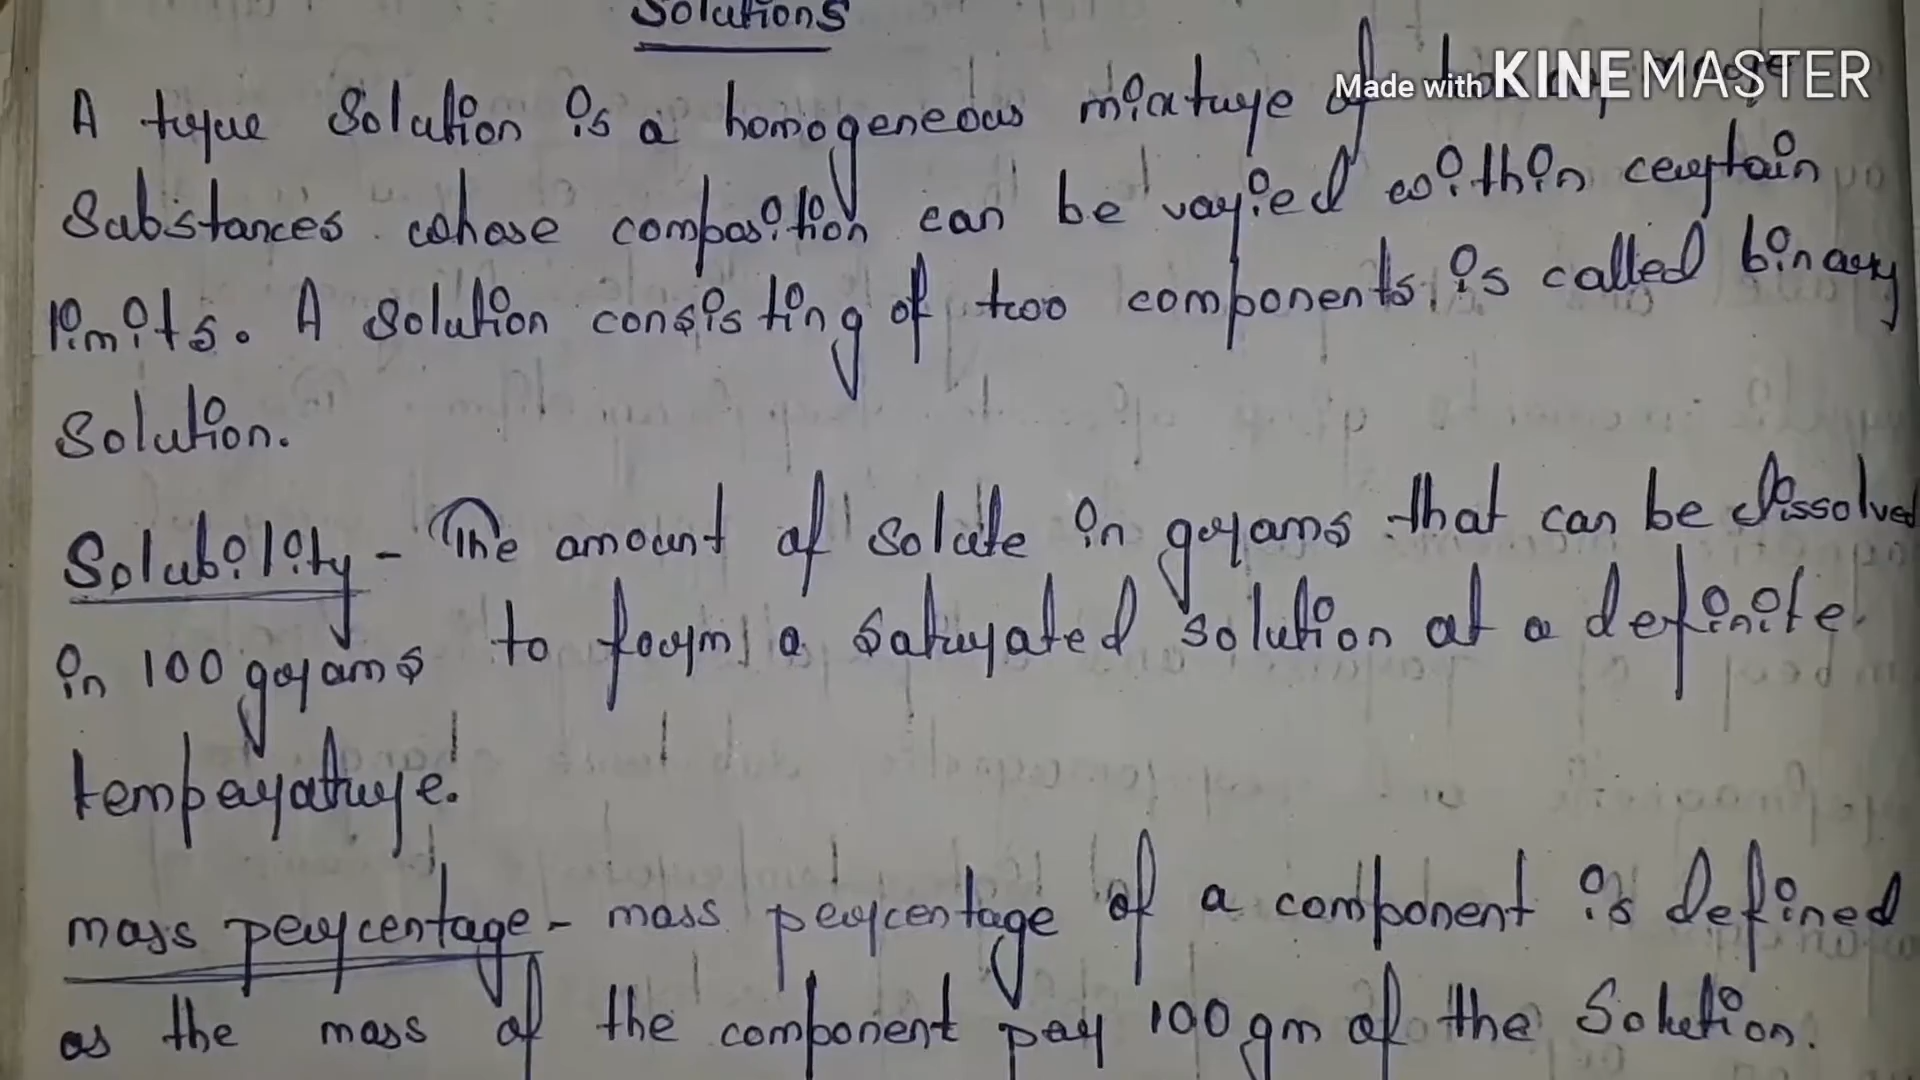 Solutions
Made with KINEMASTER
A true solution is a homogeneous mixture of two or more
substances whose composition can be varied within certain
limits. A solution consisting of two components is called binary
solution.
Solubility - The amount of solute in grams that can be dissolved
in 100 grams to form a saturated solution at a definite
temperature.
mass percentage - mass percentage of a component is defined
as the mass of the component per 100 gm of the solution.